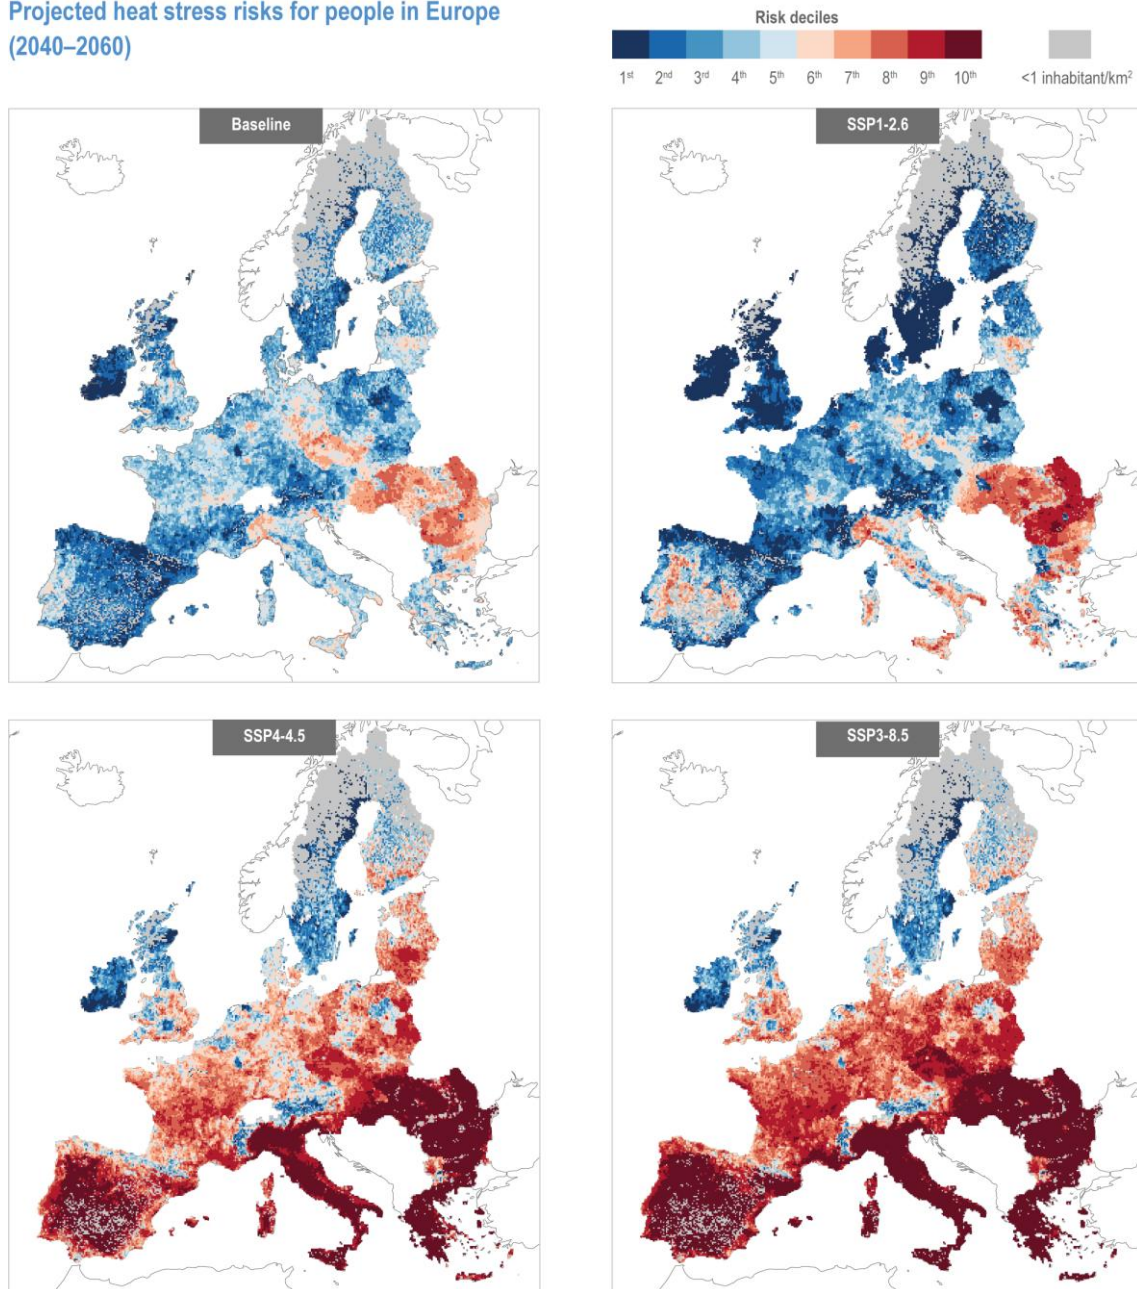 Projected heat stress risks for people in Europe
(2040–2060)
Risk deciles
1st 2nd 3rd 4th 5th 6th 7th 8th 9th 10th <1 inhabitant/km²
Baseline
SSP1-2.6
SSP4-4.5
SSP3-8.5